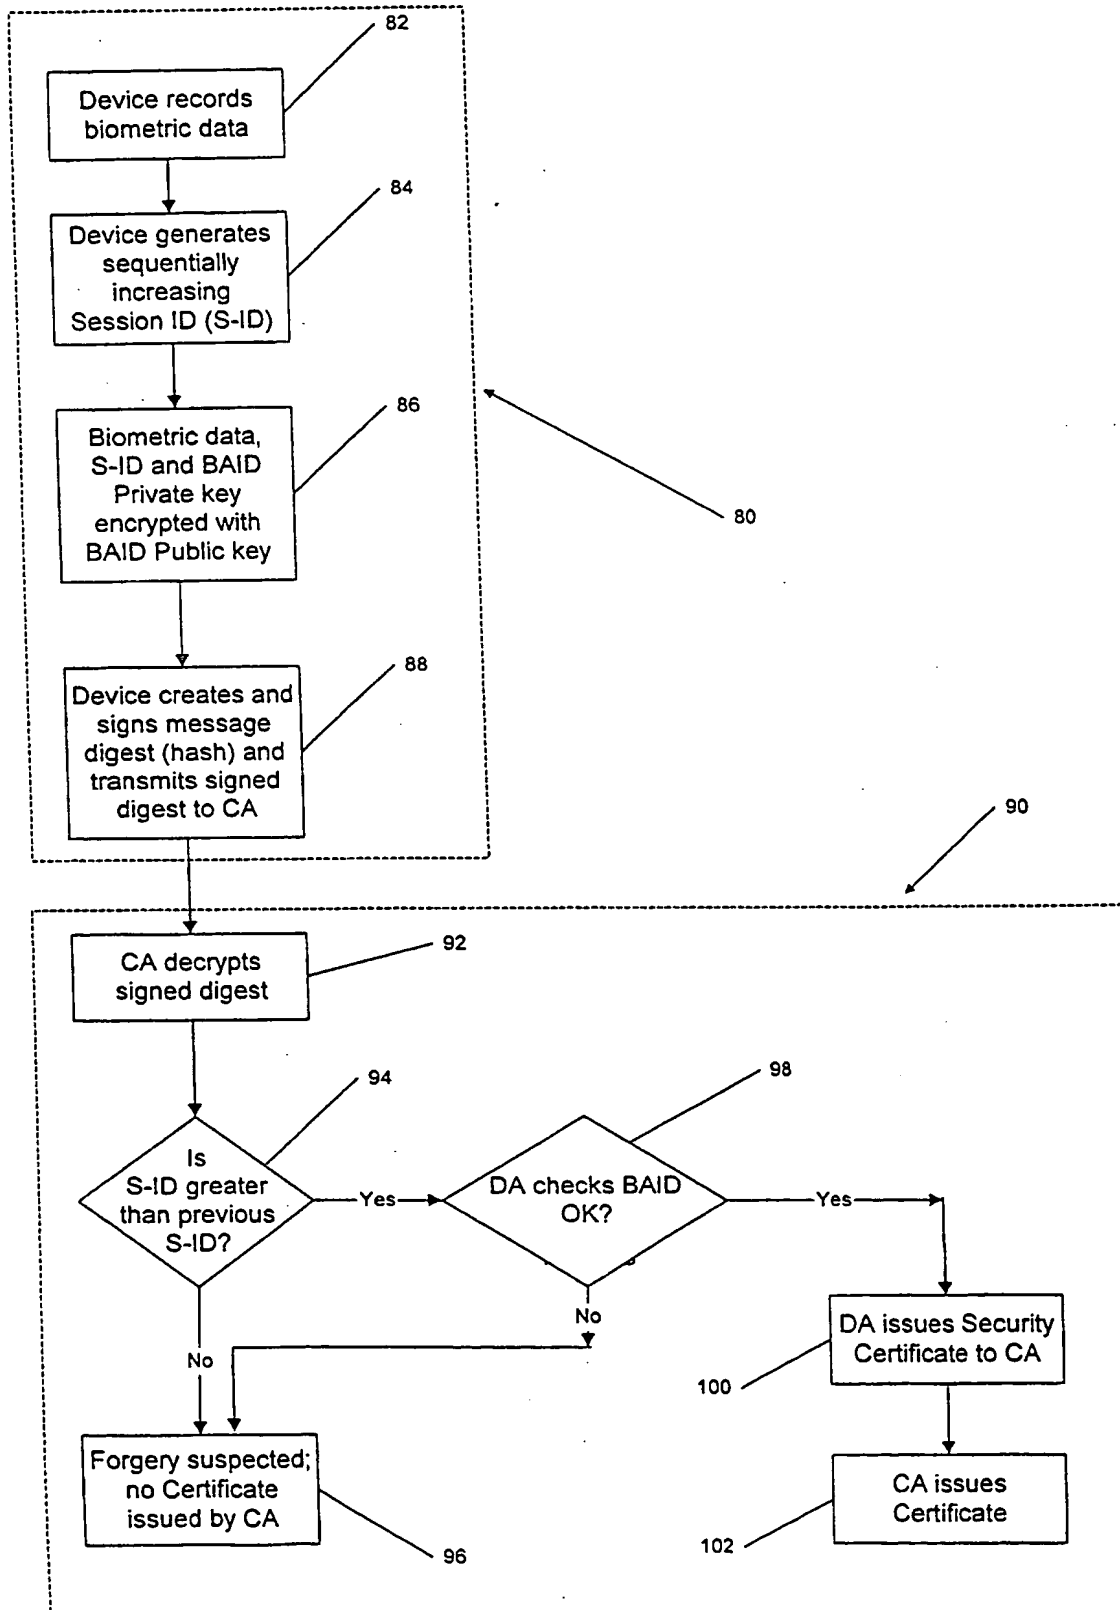 82
Device records
biometric data
84
Device generates
sequentially
increasing
Session ID (S-ID)
86
Biometric data,
S-ID and BAID
Private key
encrypted with
BAID Public key
80
88
Device creates and
signs message
digest (hash) and
transmits signed
digest to CA
90
92
CA decrypts
signed digest
94
98
Is
S-ID greater
than previous
S-ID?
Yes
DA checks BAID
OK?
Yes
No
No
DA issues Security
Certificate to CA
100
Forgery suspected;
no Certificate
issued by CA
96
CA issues
Certificate
102